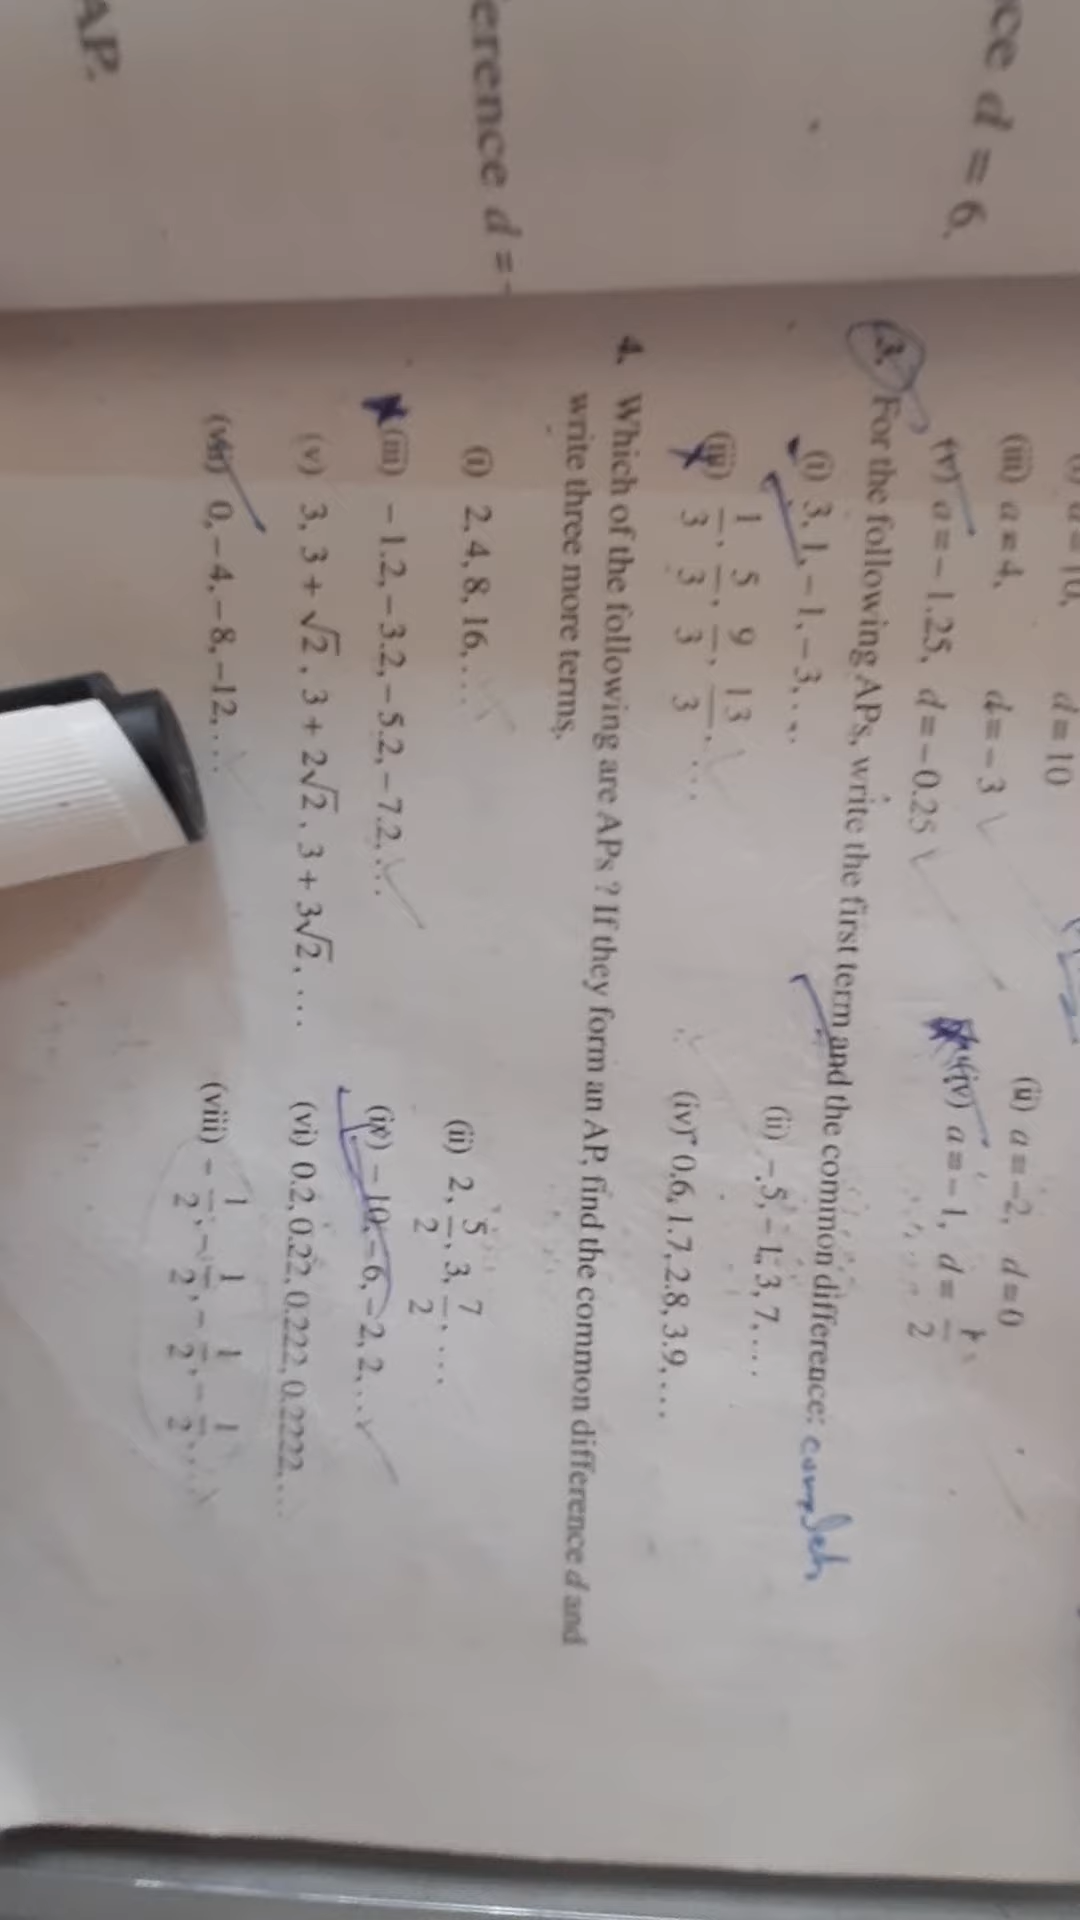 AP.
erence d = -
ce d = 6.
d = 10
(iii) a = 4, d = – 3 (ii) a = –2, d = 0
(v) a = – 1.25, d = – 0.25 (iv) a = – 1, d = 1/2
3. For the following APs, write the first term and the common difference:
(i) 3, 1, – 1, – 3, . . . (ii) – 5, – 1, 3, 7, . . .
1/3, 5/3, 9/3, 13/3, . . . (iv) 0.6, 1.7, 2.8, 3.9, . . .
4. Which of the following are APs ? If they form an AP, find the common difference d and
write three more terms.
(i) 2, 4, 8, 16, . . . (ii) 2, 5/2, 3, 7/2, . . .
(iii) – 1.2, – 3.2, – 5.2, – 7.2, . . . (iv) – 10, – 6, – 2, 2, . . .
(v) 3, 3 + √2, 3 + 2√2, 3 + 3√2, . . . (vi) 0.2, 0.22, 0.222, 0.2222, . . .
(vii) 0, – 4, – 8, –12, . . . (viii) – 1/2, – 1/2, – 1/2, – 1/2, . . .